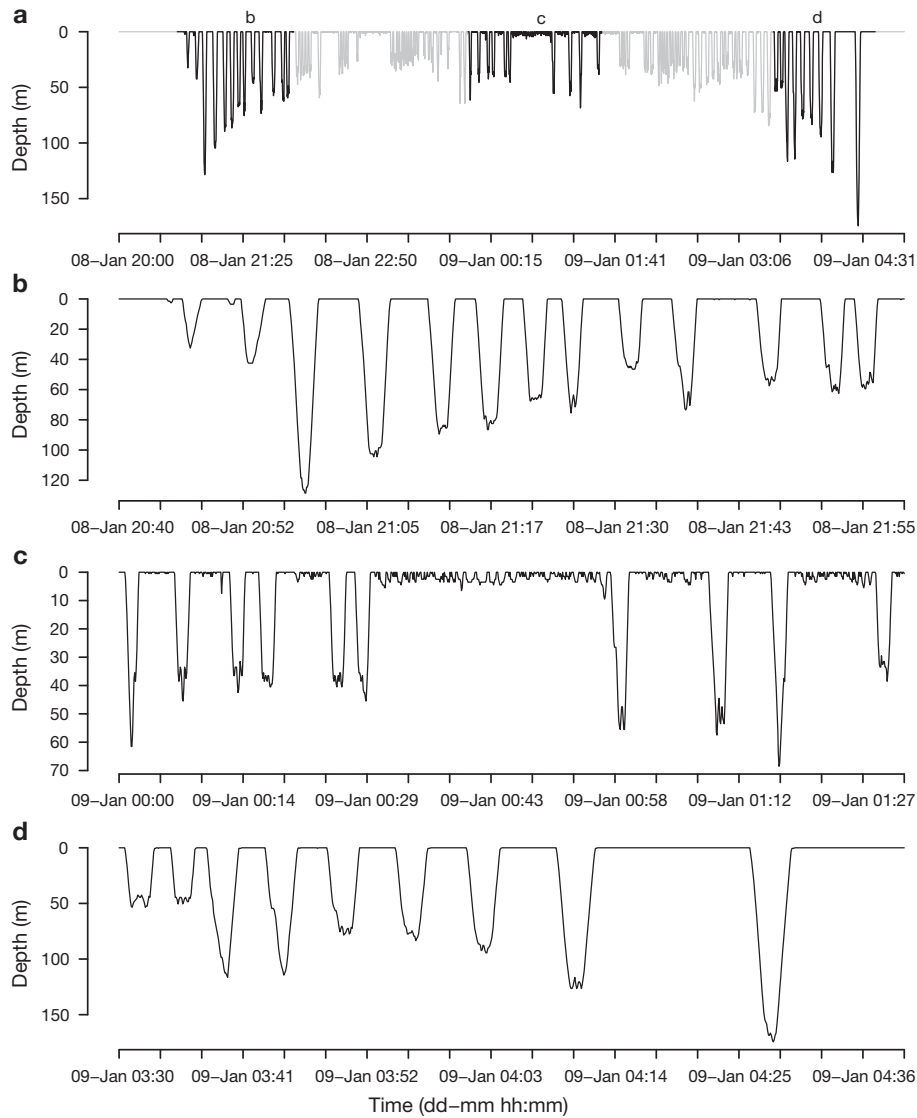 a
b c d
0
50
100
150
Depth (m)
08–Jan 20:00 08–Jan 21:25 08–Jan 22:50 09–Jan 00:15 09–Jan 01:41 09–Jan 03:06 09–Jan 04:31
b
0
20
40
60
80
100
120
Depth (m)
08–Jan 20:40 08–Jan 20:52 08–Jan 21:05 08–Jan 21:17 08–Jan 21:30 08–Jan 21:43 08–Jan 21:55
c
0
10
20
30
40
50
60
70
Depth (m)
09–Jan 00:00 09–Jan 00:14 09–Jan 00:29 09–Jan 00:43 09–Jan 00:58 09–Jan 01:12 09–Jan 01:27
d
0
50
100
150
Depth (m)
09–Jan 03:30 09–Jan 03:41 09–Jan 03:52 09–Jan 04:03 09–Jan 04:14 09–Jan 04:25 09–Jan 04:36
Time (dd–mm hh:mm)